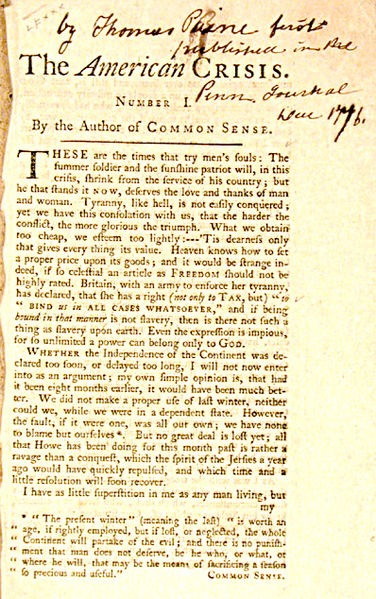 by Thomas Paine first
published in the
The American CRISIS.
Penn Journal
NUMBER I.
Dec 1776.
By the Author of COMMON SENSE.
THESE are the times that try men's souls: The
ſummer ſoldier and the ſunſhine patriot will, in this
criſis, ſhrink from the ſervice of his country; but
he that ſtands it NOW, deſerves the love and thanks of man
and woman. Tyranny, like hell, is not eaſily conquered;
yet we have this conſolation with us, that the harder the
conflict, the more glorious the triumph. What we obtain
too cheap, we eſteem too lightly:---'Tis dearneſs only
that gives every thing its value. Heaven knows how to ſet
a proper price upon its goods; and it would be ſtrange in-
deed, if ſo celeſtial an article as FREEDOM ſhould not be
highly rated. Britain, with an army to enforce her tyranny,
has declared, that ſhe has a right (not only to TAX, but) "to
" BIND us in ALL CASES WHATSOEVER," and if being
bound in that manner is not ſlavery, then is there not ſuch a
thing as ſlavery upon earth. Even the expreſſion is impious,
for ſo unlimited a power can belong only to GOD.
WHETHER the Independence of the Continent was de-
clared too ſoon, or delayed too long, I will not now enter
into as an argument; my own ſimple opinion is, that had
it been eight months earlier, it would have been much bet-
ter. We did not make a proper uſe of laſt winter, neither
could we, while we were in a dependent ſtate. However,
the fault, if it were one, was all our own; we have none
to blame but ourſelves*. But no great deal is loſt yet; all
that Howe has been doing for this month paſt is rather a
ravage than a conqueſt, which the ſpirit of the Jerſies a year
ago would have quickly repulſed, and which time and a
little reſolution will ſoon recover.
I have as little ſuperſtition in me as any man living, but
my
* "The preſent winter" (meaning the laſt) "is worth an
" age, if rightly employed, but if loſt, or neglected, the whole
" Continent will partake of the evil; and there is no puniſh-
" ment that man does not deſerve, be he who, or what, or
" where he will, that may be the means of ſacrificing a ſeaſon
" ſo precious and uſeful." COMMON SENSE.